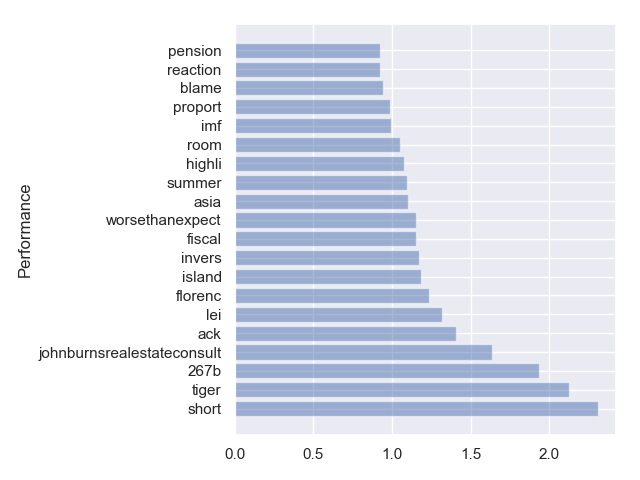 pension
reaction
blame
proport
imf
room
highli
summer
asia
worsethanexpect
fiscal
invers
island
florenc
lei
ack
johnburnsrealestateconsult
267b
tiger
short
Performance
0.0 0.5 1.0 1.5 2.0